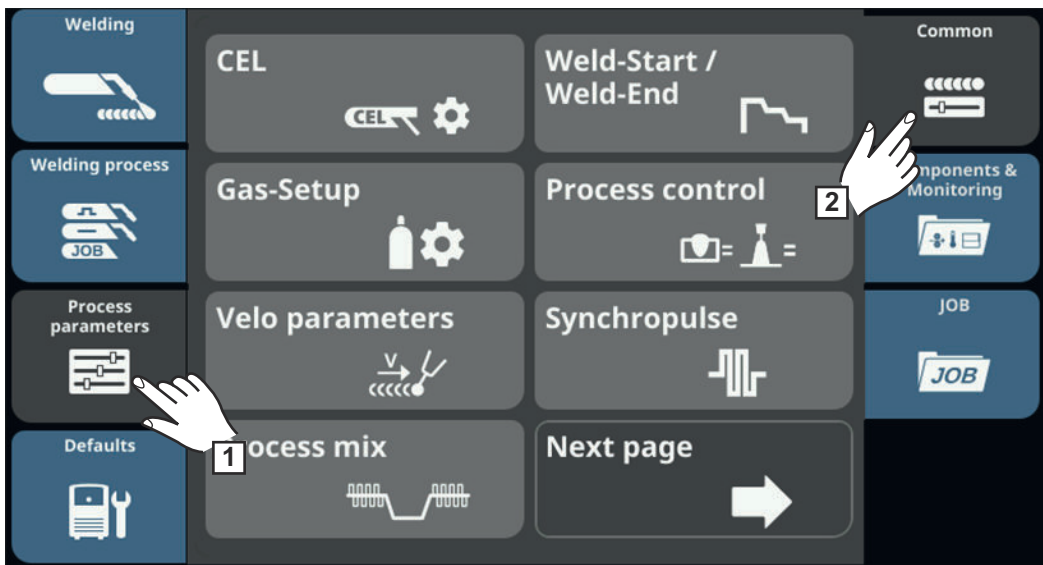 Welding
Welding process
JOB
Process
parameters
1
Defaults
CEL
CEL
Weld-Start /
Weld-End
Gas-Setup
Process control
= =
Velo parameters
V
Synchropulse
ocess mix
Next page
Common
2
mponents &
Monitoring
JOB
JOB